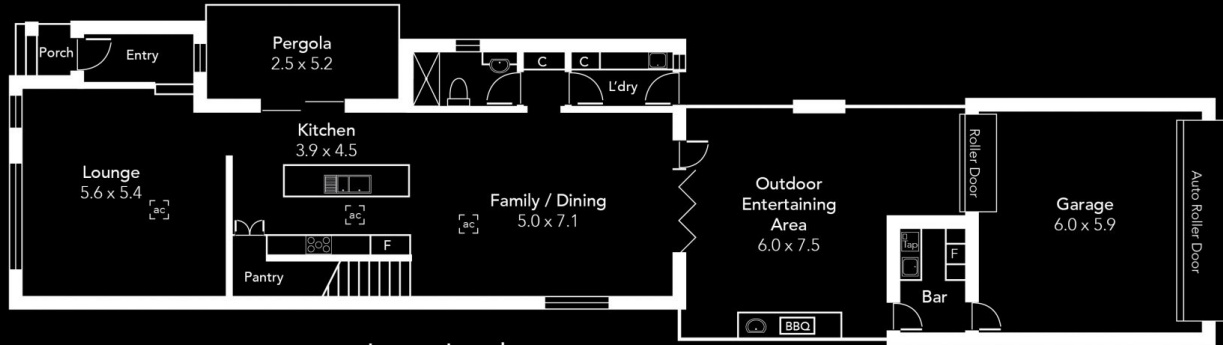 Porch
Entry
Pergola
2.5 x 5.2
C
C
L'dry
Kitchen
3.9 x 4.5
Lounge
5.6 x 5.4
ac
ac
ac
Family / Dining
5.0 x 7.1
F
Pantry
Outdoor
Entertaining
Area
6.0 x 7.5
BBQ
Roller Door
Tap
F
Bar
Garage
6.0 x 5.9
Auto Roller Door